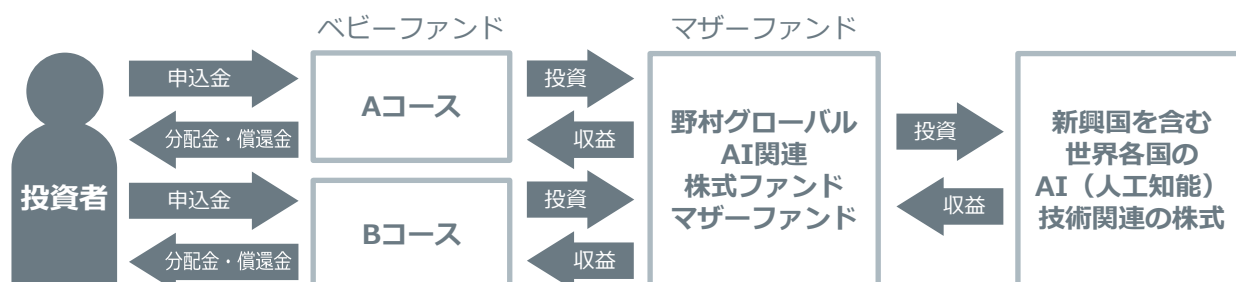 ベビーファンド
マザーファンド
投資者
申込金
分配金・償還金
申込金
分配金・償還金
Aコース
Bコース
投資
収益
投資
収益
野村グローバル
AI関連
株式ファンド
マザーファンド
投資
収益
新興国を含む
世界各国の
AI（人工知能）
技術関連の株式